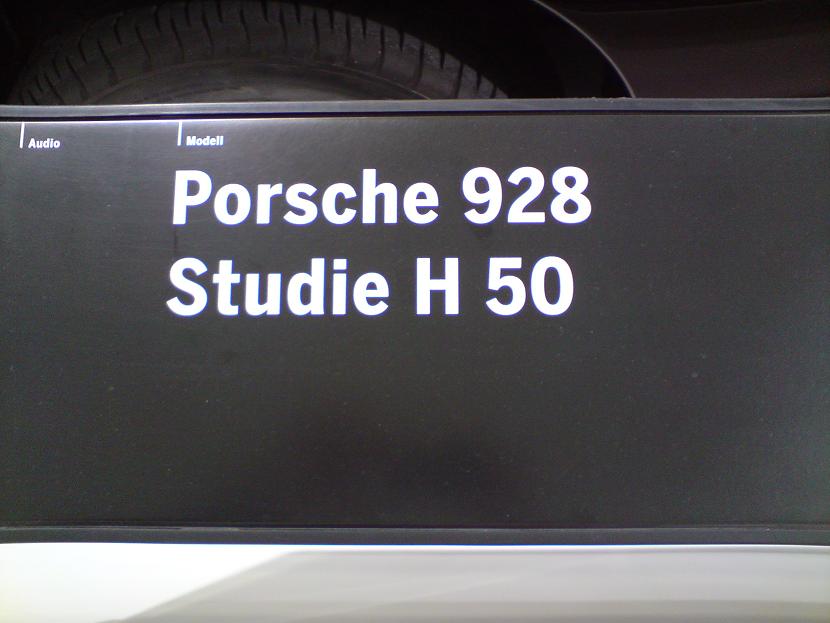 Audio
Modell
Porsche 928
Studie H 50